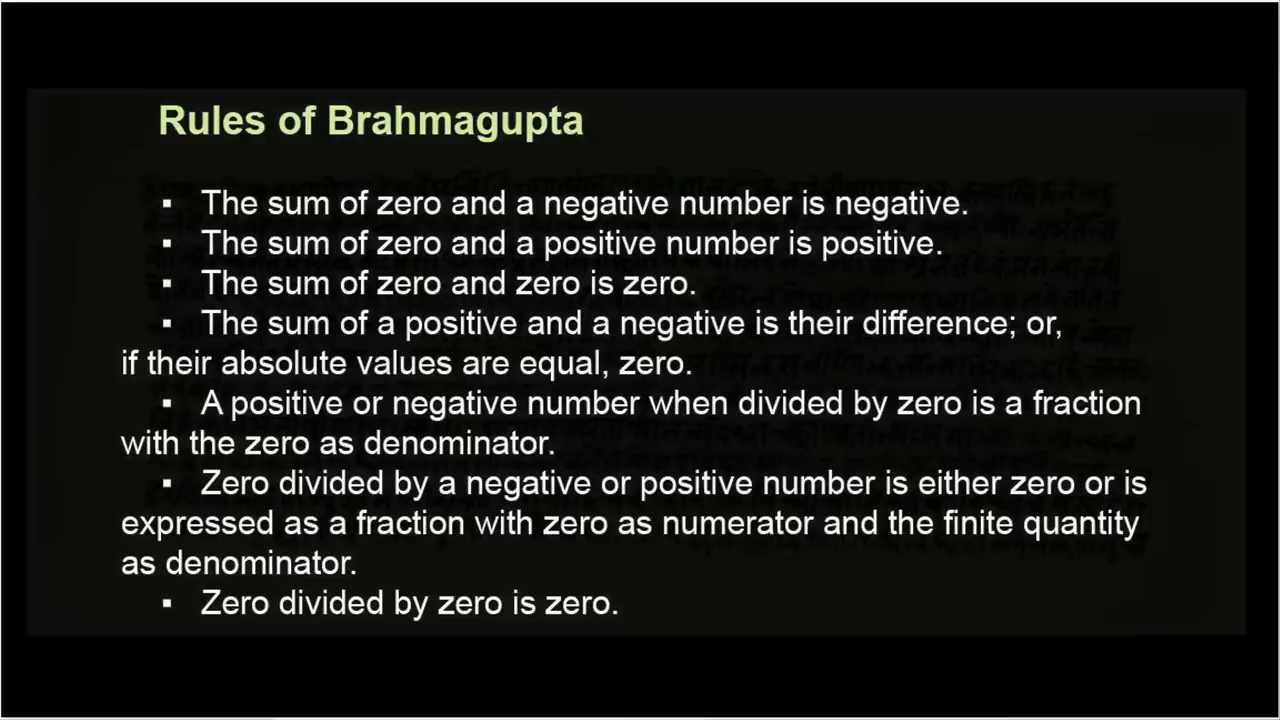 Rules of Brahmagupta
▪ The sum of zero and a negative number is negative.
▪ The sum of zero and a positive number is positive.
▪ The sum of zero and zero is zero.
▪ The sum of a positive and a negative is their difference; or,
if their absolute values are equal, zero.
▪ A positive or negative number when divided by zero is a fraction
with the zero as denominator.
▪ Zero divided by a negative or positive number is either zero or is
expressed as a fraction with zero as numerator and the finite quantity
as denominator.
▪ Zero divided by zero is zero.